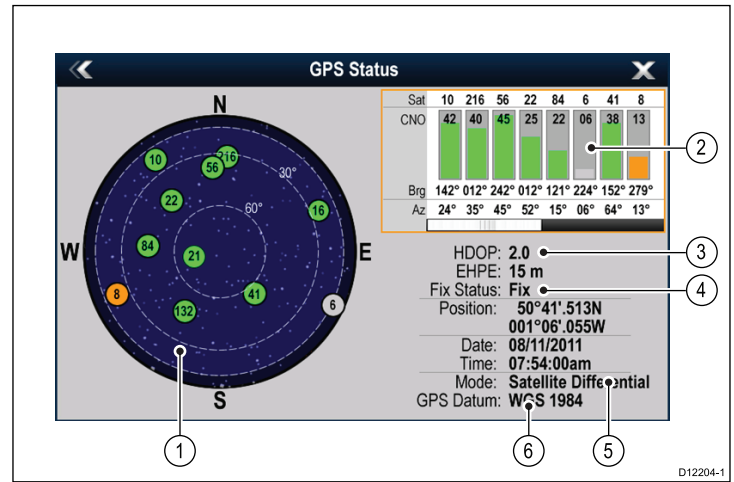 GPS Status
N
10
216
56
30°
22
16
60°
W
84
21
E
8
41
6
132
S
Sat 10 216 56 22 84 6 41 8
CNO 42 40 45 25 22 06 38 13
Brg 142° 012° 242° 012° 121° 224° 152° 279°
Az 24° 35° 45° 52° 15° 06° 64° 13°
HDOP: 2.0
EHPE: 15 m
Fix Status: Fix
Position: 50°41'.513N
001°06'.055W
Date: 08/11/2011
Time: 07:54:00am
Mode: Satellite Differential
GPS Datum: WGS 1984
2
3
4
1
6
5
D12204-1